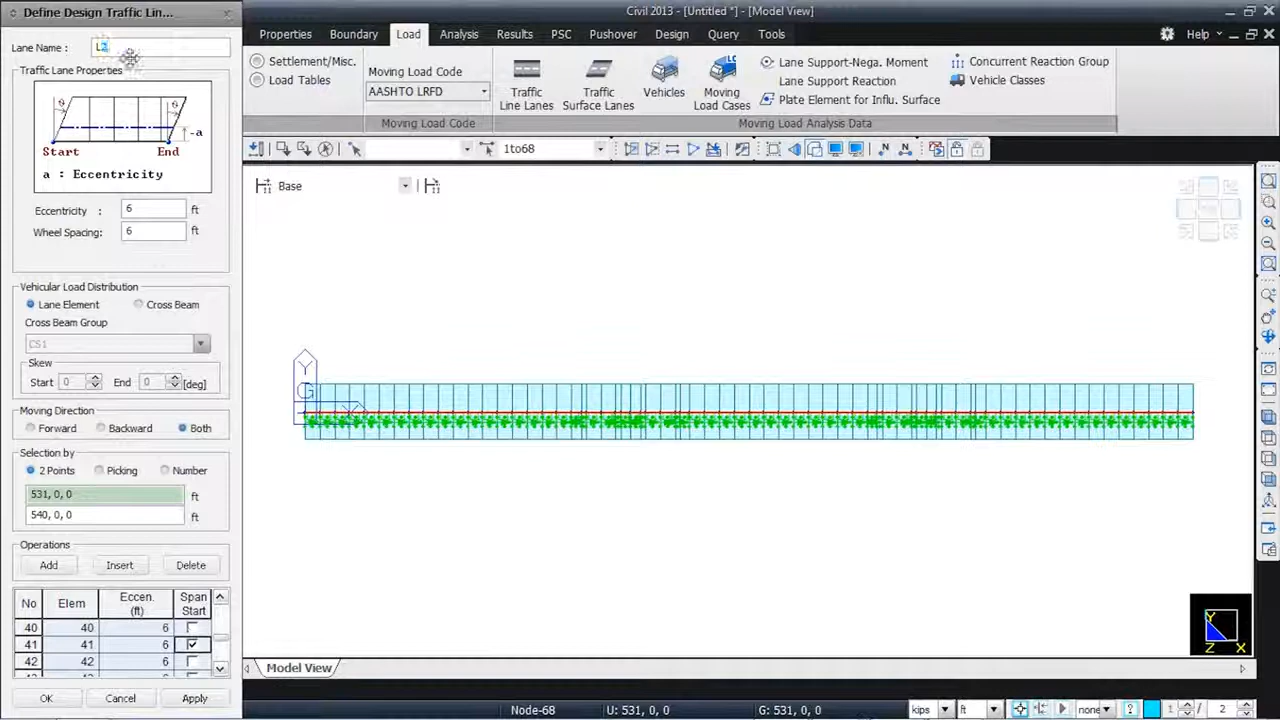 Define Design Traffic Lin...
Civil 2013 - [Untitled *] - [Model View]
Lane Name : L2
Properties Boundary Load Analysis Results PSC Pushover Design Query Tools Help
Traffic Lane Properties
Start End
-a
a : Eccentricity
Eccentricity : 6 ft
Wheel Spacing: 6 ft
Settlement/Misc.
Load Tables
Moving Load Code
AASHTO LRFD
Moving Load Code
Traffic Line Lanes
Traffic Surface Lanes
Vehicles
Moving Load Cases
Lane Support-Nega. Moment
Lane Support Reaction
Plate Element for Influ. Surface
Concurrent Reaction Group
Vehicle Classes
Moving Load Analysis Data
1to68
Base
Vehicular Load Distribution
Lane Element Cross Beam
Cross Beam Group
CS1
Skew
Start 0 End 0 [deg]
Moving Direction
Forward Backward Both
Selection by
2 Points Picking Number
531, 0, 0 ft
540, 0, 0 ft
Operations
Add Insert Delete
No Elem Eccen. (ft) Span Start
40 40 6
41 41 6
42 42 6
OK Cancel Apply
Y
G
X
Y
Z X
Model View
Node-68 U: 531, 0, 0 G: 531, 0, 0 kips ft none 1 / 2